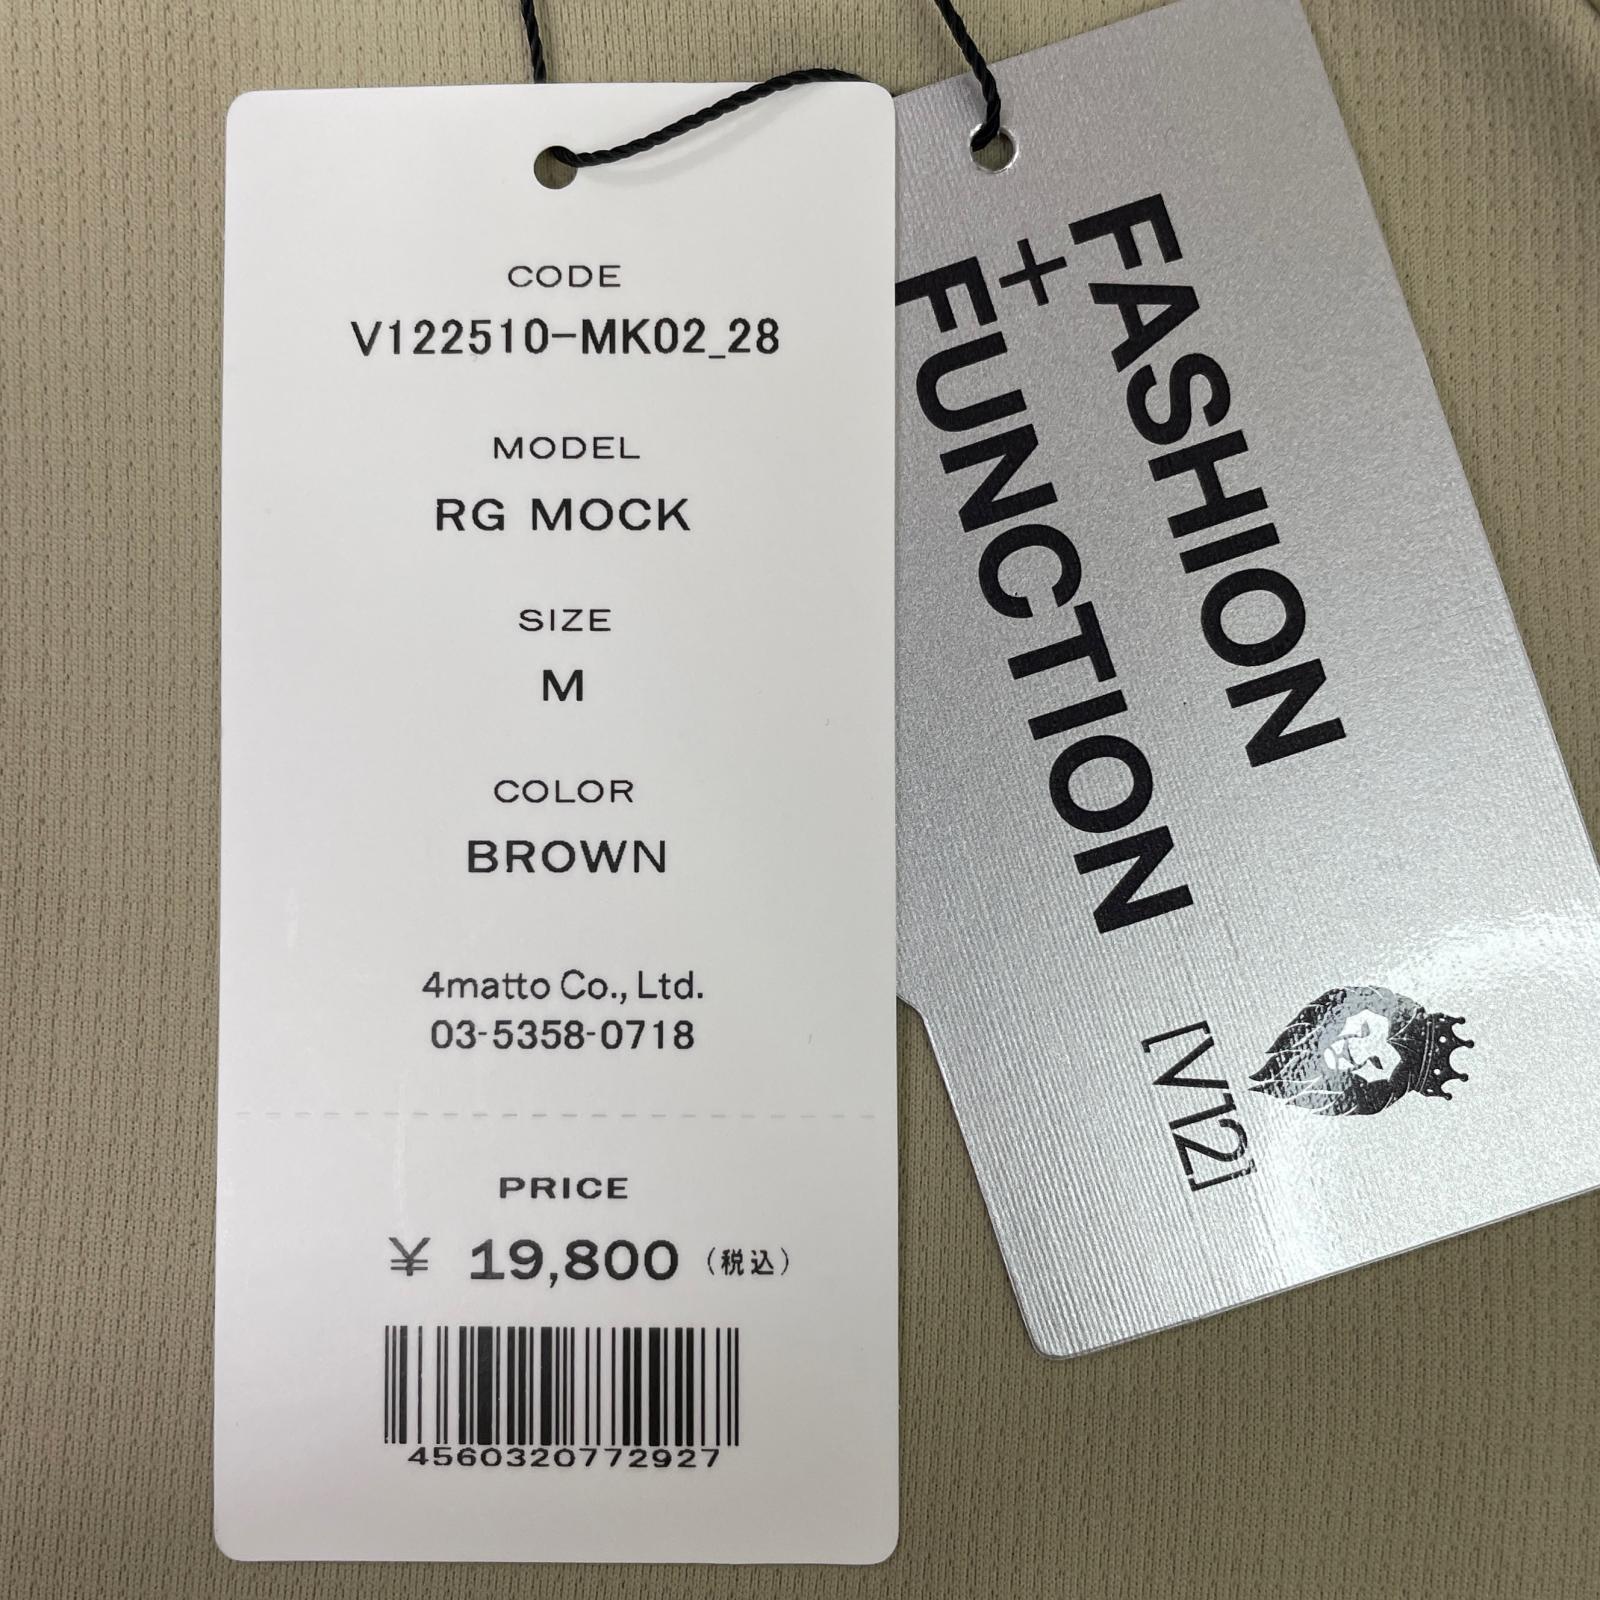 CODE
V122510-MK02_28
MODEL
RG MOCK
SIZE
M
COLOR
BROWN
4matto Co., Ltd.
03-5358-0718
PRICE
¥ 19,800 (税込)
4560320772927
FASHION
+
FUNCTION
[V12]